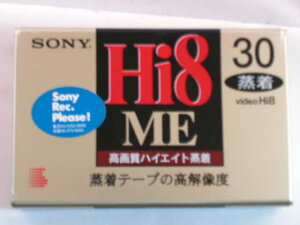 SONY
Hi8
30
蒸着
video Hi8
Sony
Rec.
Please!
ME
高画質ハイエイト蒸着
蒸着テープの高解像度